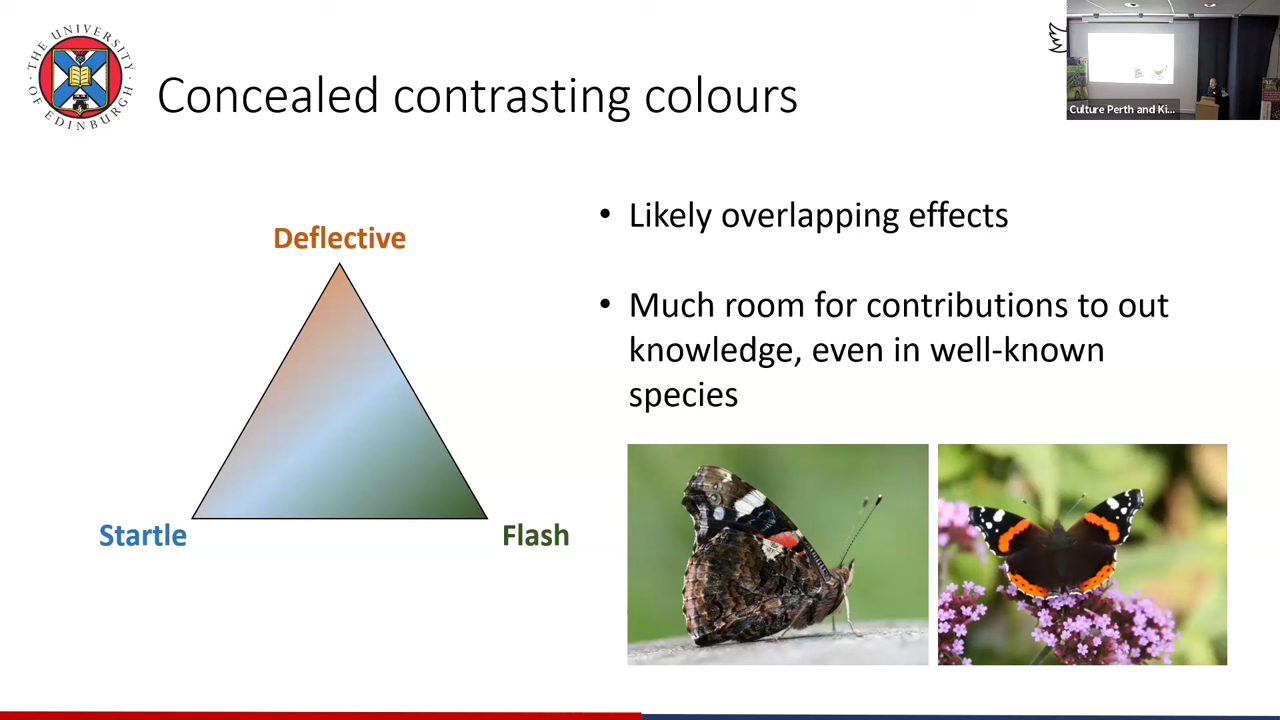 THE UNIVERSITY
OF EDINBURGH
Concealed contrasting colours
Culture Perth and Ki...
Deflective
Startle
Flash
• Likely overlapping effects
• Much room for contributions to out
knowledge, even in well-known
species